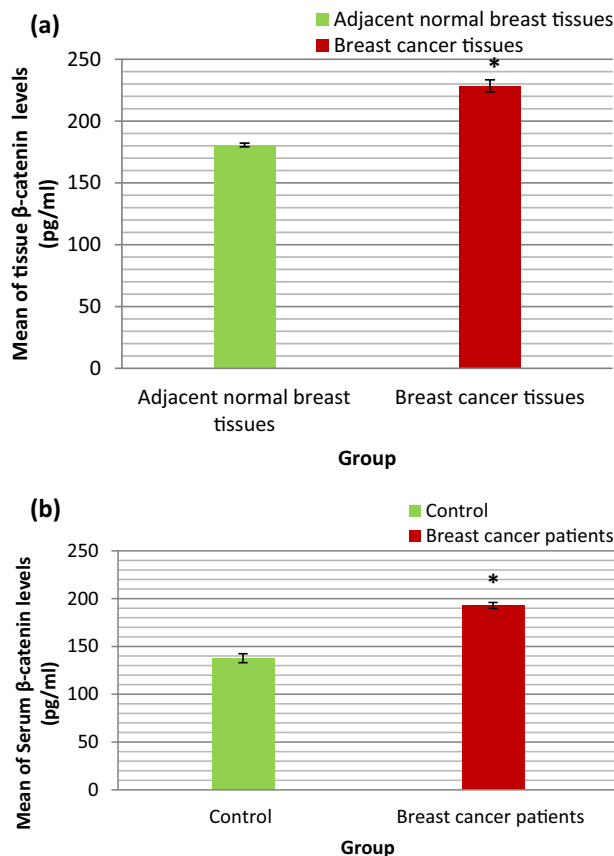 (a)
Adjacent normal breast tissues
Breast cancer tissues
Mean of tissue β-catenin levels
(pg/ml)
250
200
150
100
50
0
*
Adjacent normal breast
tissues
Breast cancer tissues
Group
(b)
Control
Breast cancer patients
Mean of Serum β-catenin levels
(pg/ml)
250
200
150
100
50
0
*
Control
Breast cancer patients
Group